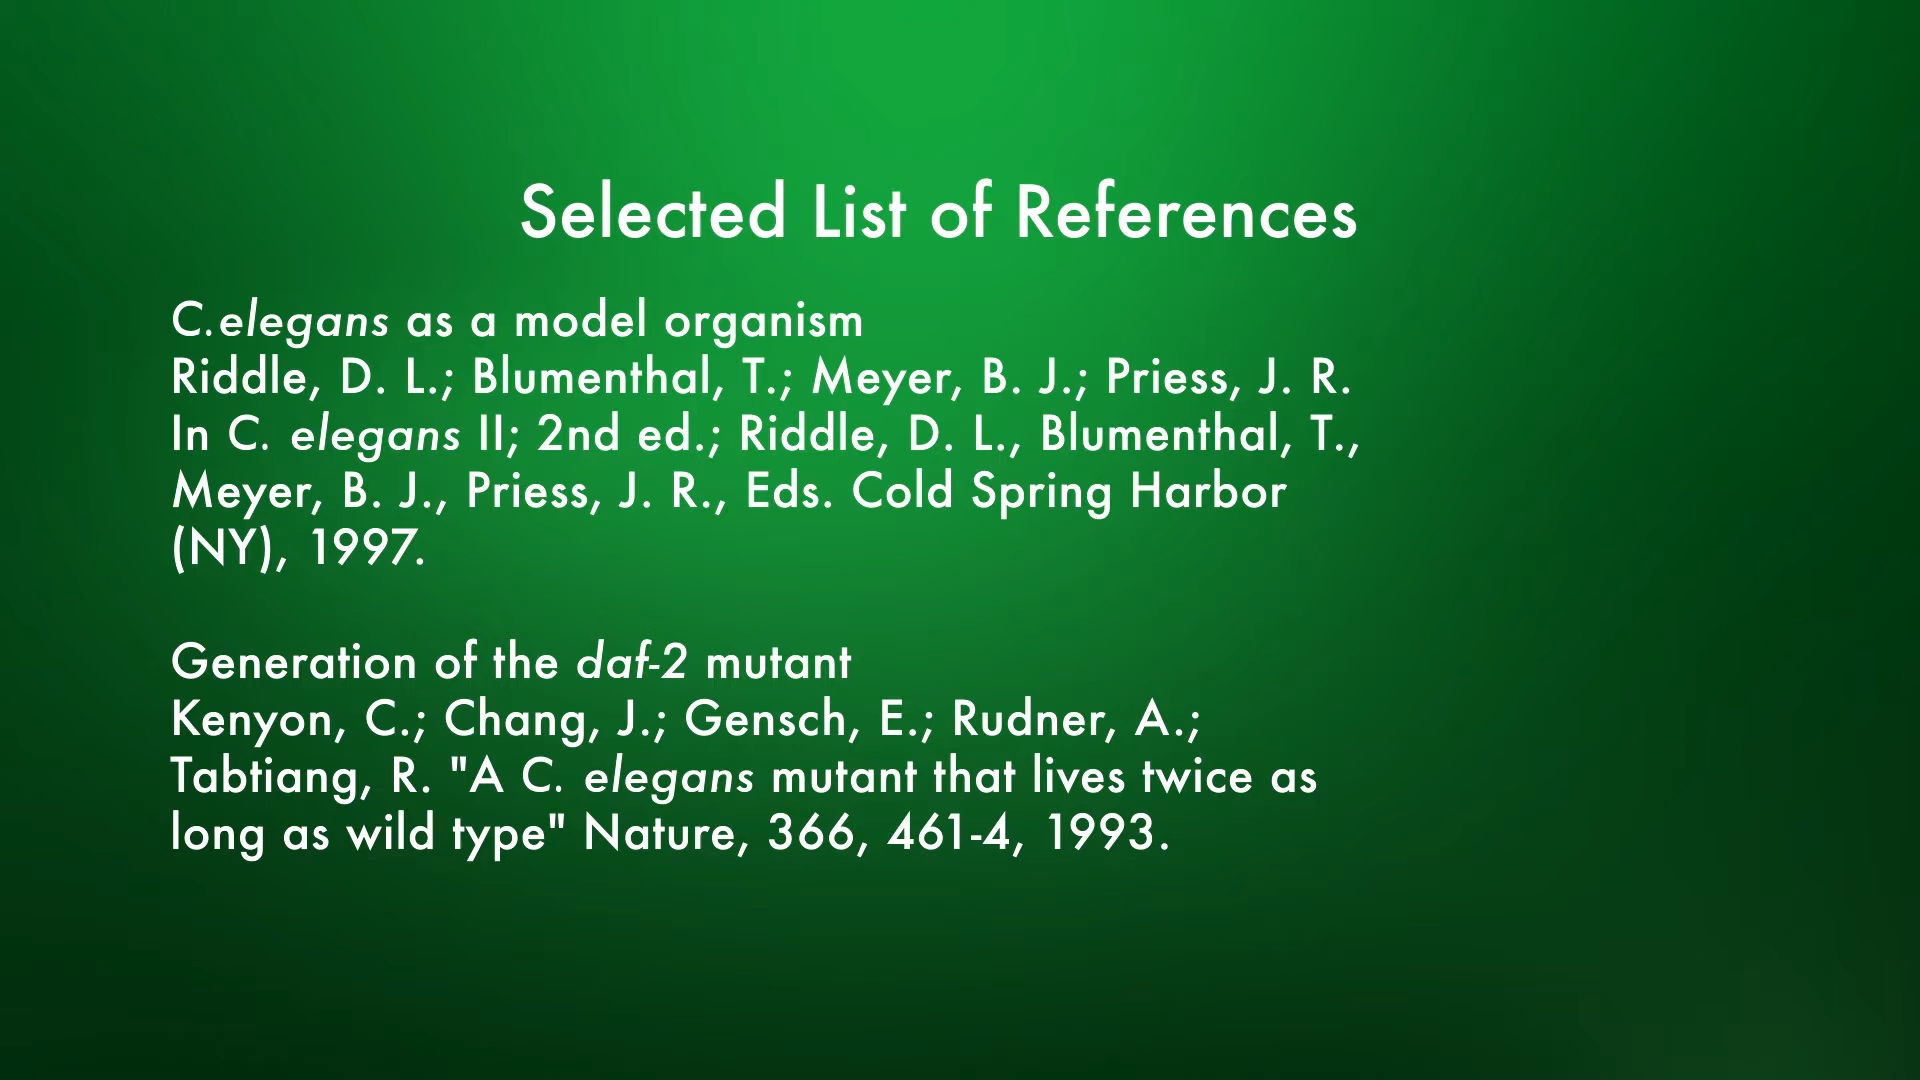 Selected List of References
C.elegans as a model organism
Riddle, D. L.; Blumenthal, T.; Meyer, B. J.; Priess, J. R.
In C. elegans II; 2nd ed.; Riddle, D. L., Blumenthal, T.,
Meyer, B. J., Priess, J. R., Eds. Cold Spring Harbor
(NY), 1997.
Generation of the daf-2 mutant
Kenyon, C.; Chang, J.; Gensch, E.; Rudner, A.;
Tabtiang, R. "A C. elegans mutant that lives twice as
long as wild type" Nature, 366, 461-4, 1993.